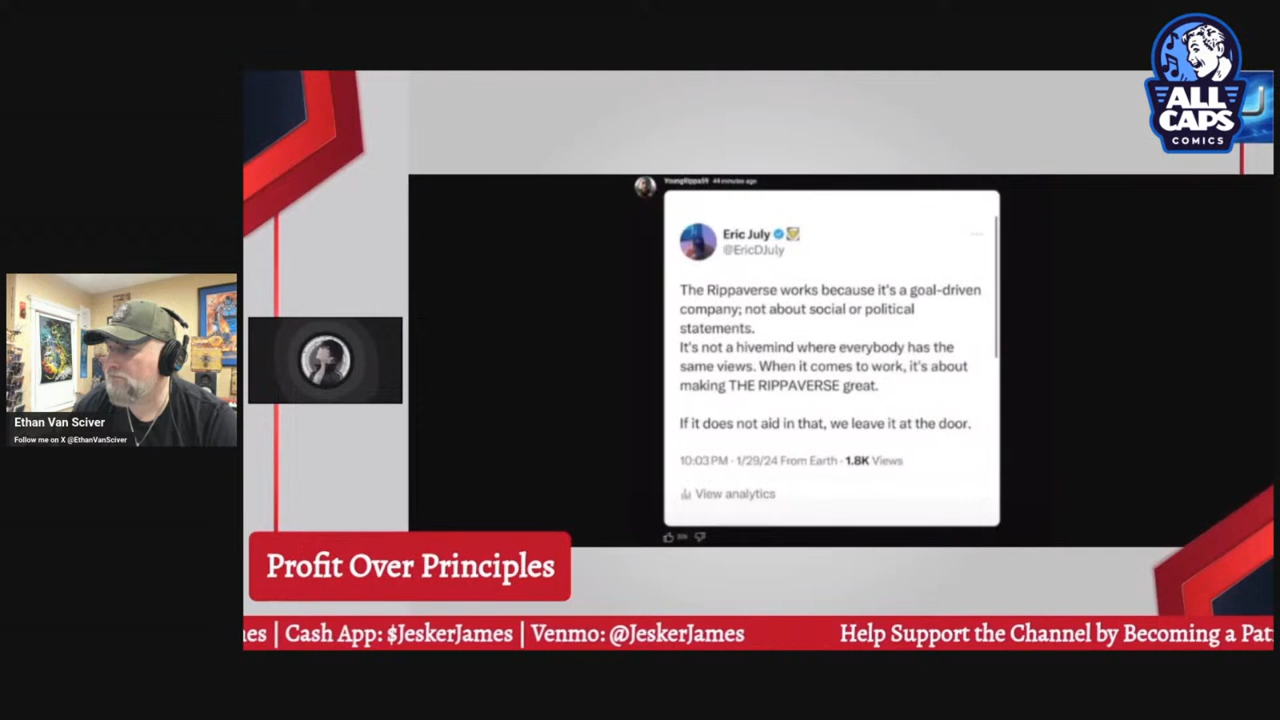 ALL
CAPS
COMICS
YoungRippa59 44 minutes ago
Eric July
@EricDJuly
The Rippaverse works because it's a goal-driven
company; not about social or political
statements.
It's not a hivemind where everybody has the
same views. When it comes to work, it's about
making THE RIPPAVERSE great.
If it does not aid in that, we leave it at the door.
10:03 PM · 1/29/24 From Earth · 1.8K Views
View analytics
Ethan Van Sciver
Follow me on X @EthanVanSciver
Profit Over Principles
es | Cash App: $JeskerJames | Venmo: @JeskerJames Help Support the Channel by Becoming a Pat